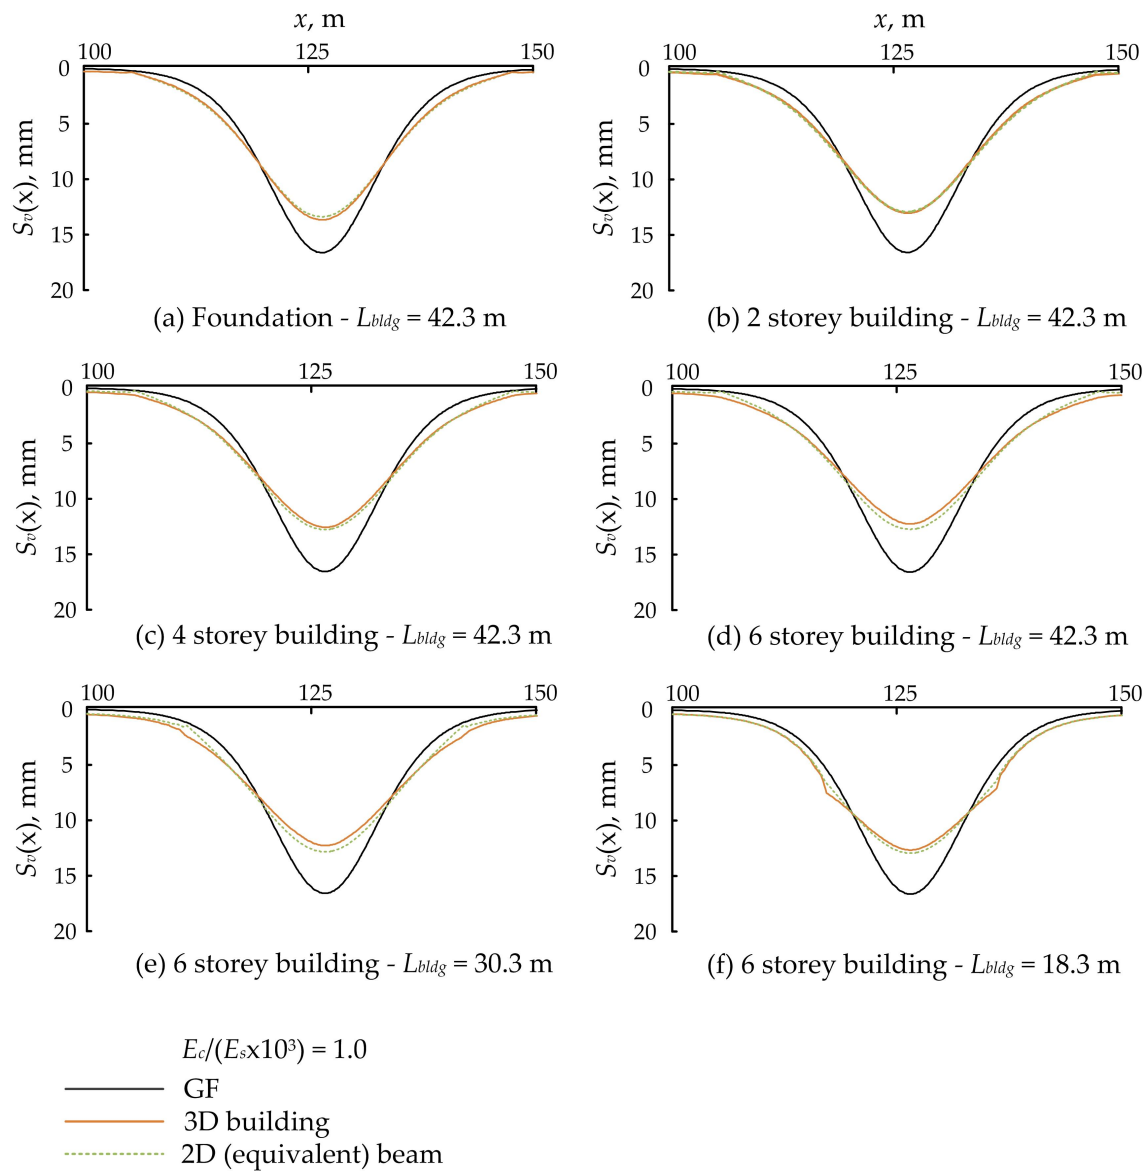 x, m x, m
100 125 150 100 125 150
0 0
5 5
10 10
15 15
20 20
Sv(x), mm Sv(x), mm
(a) Foundation - Lbldg = 42.3 m (b) 2 storey building - Lbldg = 42.3 m
100 125 150 100 125 150
0 0
5 5
10 10
15 15
20 20
Sv(x), mm Sv(x), mm
(c) 4 storey building - Lbldg = 42.3 m (d) 6 storey building - Lbldg = 42.3 m
100 125 150 100 125 150
0 0
5 5
10 10
15 15
20 20
Sv(x), mm Sv(x), mm
(e) 6 storey building - Lbldg = 30.3 m (f) 6 storey building - Lbldg = 18.3 m
Ec/(Esx10³) = 1.0
GF
3D building
2D (equivalent) beam